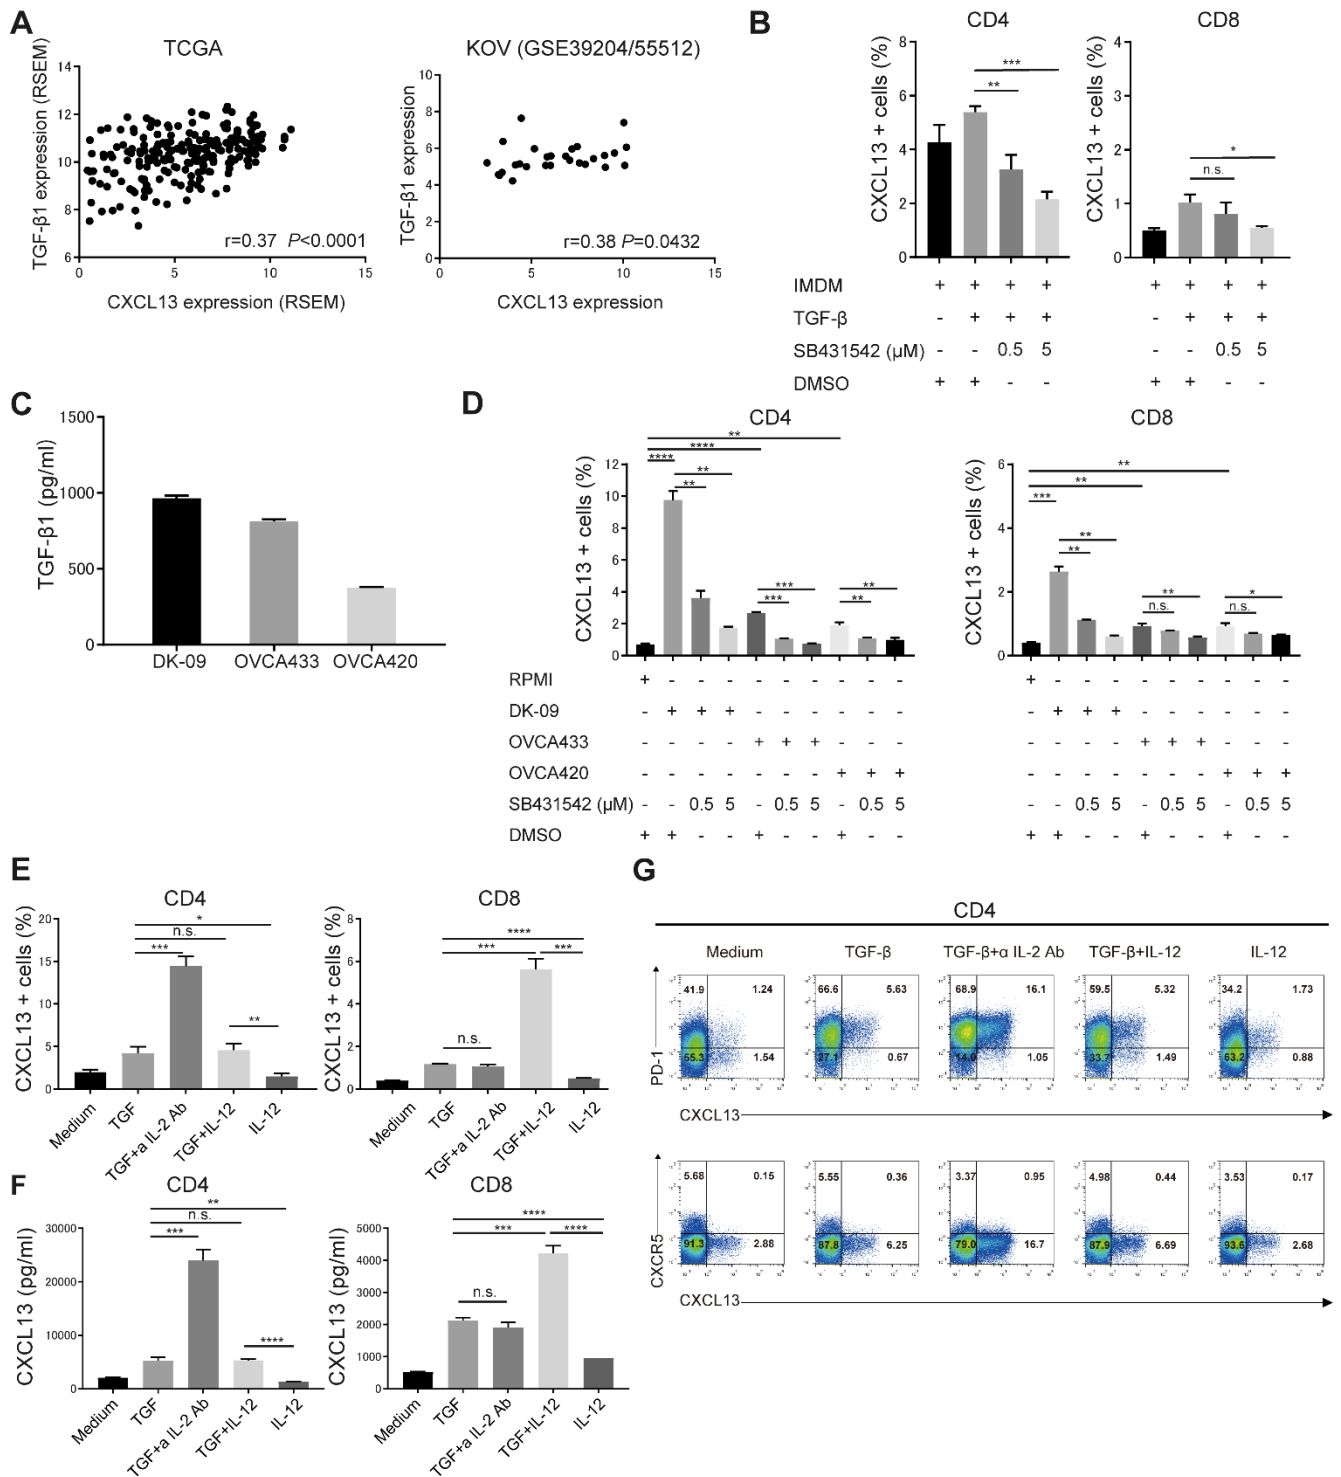 A
TCGA
TGF-β1 expression (RSEM)
14
12
10
8
6
r=0.37 P<0.0001
0 5 10 15
CXCL13 expression (RSEM)
KOV (GSE39204/55512)
TGF-β1 expression
10
8
6
4
2
0
r=0.38 P=0.0432
0 5 10 15
CXCL13 expression
B
CD4
CXCL13 + cells (%)
8
6
4
2
0
***
**
CD8
CXCL13 + cells (%)
4
3
2
1
0
*
n.s.
IMDM + + + + + + + +
TGF-β - + + + - + + +
SB431542 (μM) - - 0.5 5 - - 0.5 5
DMSO + + - - + + - -
C
TGF-β1 (pg/ml)
1500
1000
500
0
DK-09 OVCA433 OVCA420
D
CD4
CXCL13 + cells (%)
12
10
8
6
4
2
0
**
****
**** **
**
***
***
**
**
CD8
CXCL13 + cells (%)
6
4
2
0
**
**
***
**
**
**
n.s.
*
n.s.
RPMI + - - - - - - - - - + - - - - - - - - -
DK-09 - + + + - - - - - - - + + + - - - - - -
OVCA433 - - - - + + + - - - - - - - + + + - - -
OVCA420 - - - - - - - + + + - - - - - - - + + +
SB431542 (μM) - - 0.5 5 - 0.5 5 - 0.5 5 - - 0.5 5 - 0.5 5 - 0.5 5
DMSO + + - - + - - + - - + + - - + - - + - -
E
CD4
CXCL13 + cells (%)
20
15
10
5
0
*
n.s.
***
**
Medium TGF TGF+a IL-2 Ab TGF+IL-12 IL-12
CD8
CXCL13 + cells (%)
8
6
4
2
0
****
*** ***
n.s.
Medium TGF TGF+a IL-2 Ab TGF+IL-12 IL-12
F
CD4
CXCL13 (pg/ml)
30000
20000
10000
0
**
n.s.
***
****
Medium TGF TGF+a IL-2 Ab TGF+IL-12 IL-12
CD8
CXCL13 (pg/ml)
5000
4000
3000
2000
1000
0
****
*** ****
n.s.
Medium TGF TGF+a IL-2 Ab TGF+IL-12 IL-12
G
CD4
Medium TGF-β TGF-β+α IL-2 Ab TGF-β+IL-12 IL-12
PD-1
41.9 1.24 66.6 5.63 68.9 16.1 59.5 5.32 34.2 1.73
55.3 1.54 27.1 0.67 14.0 1.05 33.7 1.49 63.2 0.88
CXCL13
CXCR5
5.68 0.15 5.55 0.36 3.37 0.95 4.98 0.44 3.53 0.17
91.3 2.88 87.8 6.25 79.0 16.7 87.9 6.69 93.6 2.68
CXCL13